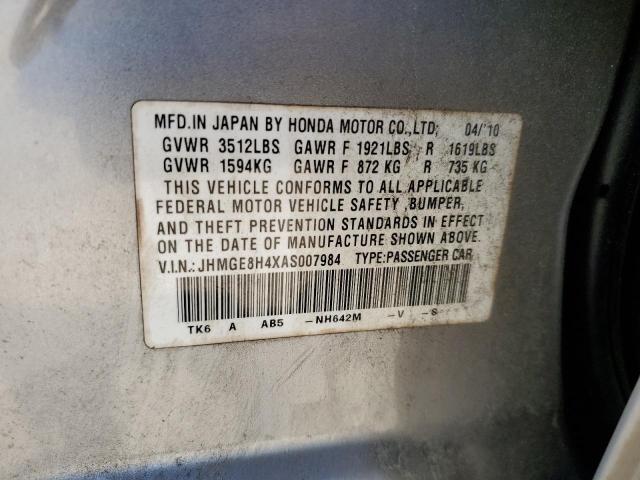 MFD.IN JAPAN BY HONDA MOTOR CO.,LTD; 04/'10
GVWR 3512LBS GAWR F 1921LBS R 1619LBS
GVWR 1594KG GAWR F 872 KG R 735 KG
THIS VEHICLE CONFORMS TO ALL APPLICABLE
FEDERAL MOTOR VEHICLE SAFETY ,BUMPER,
AND THEFT PREVENTION STANDARDS IN EFFECT
ON THE DATE OF MANUFACTURE SHOWN ABOVE.
V.I.N.: JHMGE8H4XAS007984 TYPE:PASSENGER CAR
TK6 A AB5 -NH642M -V -S